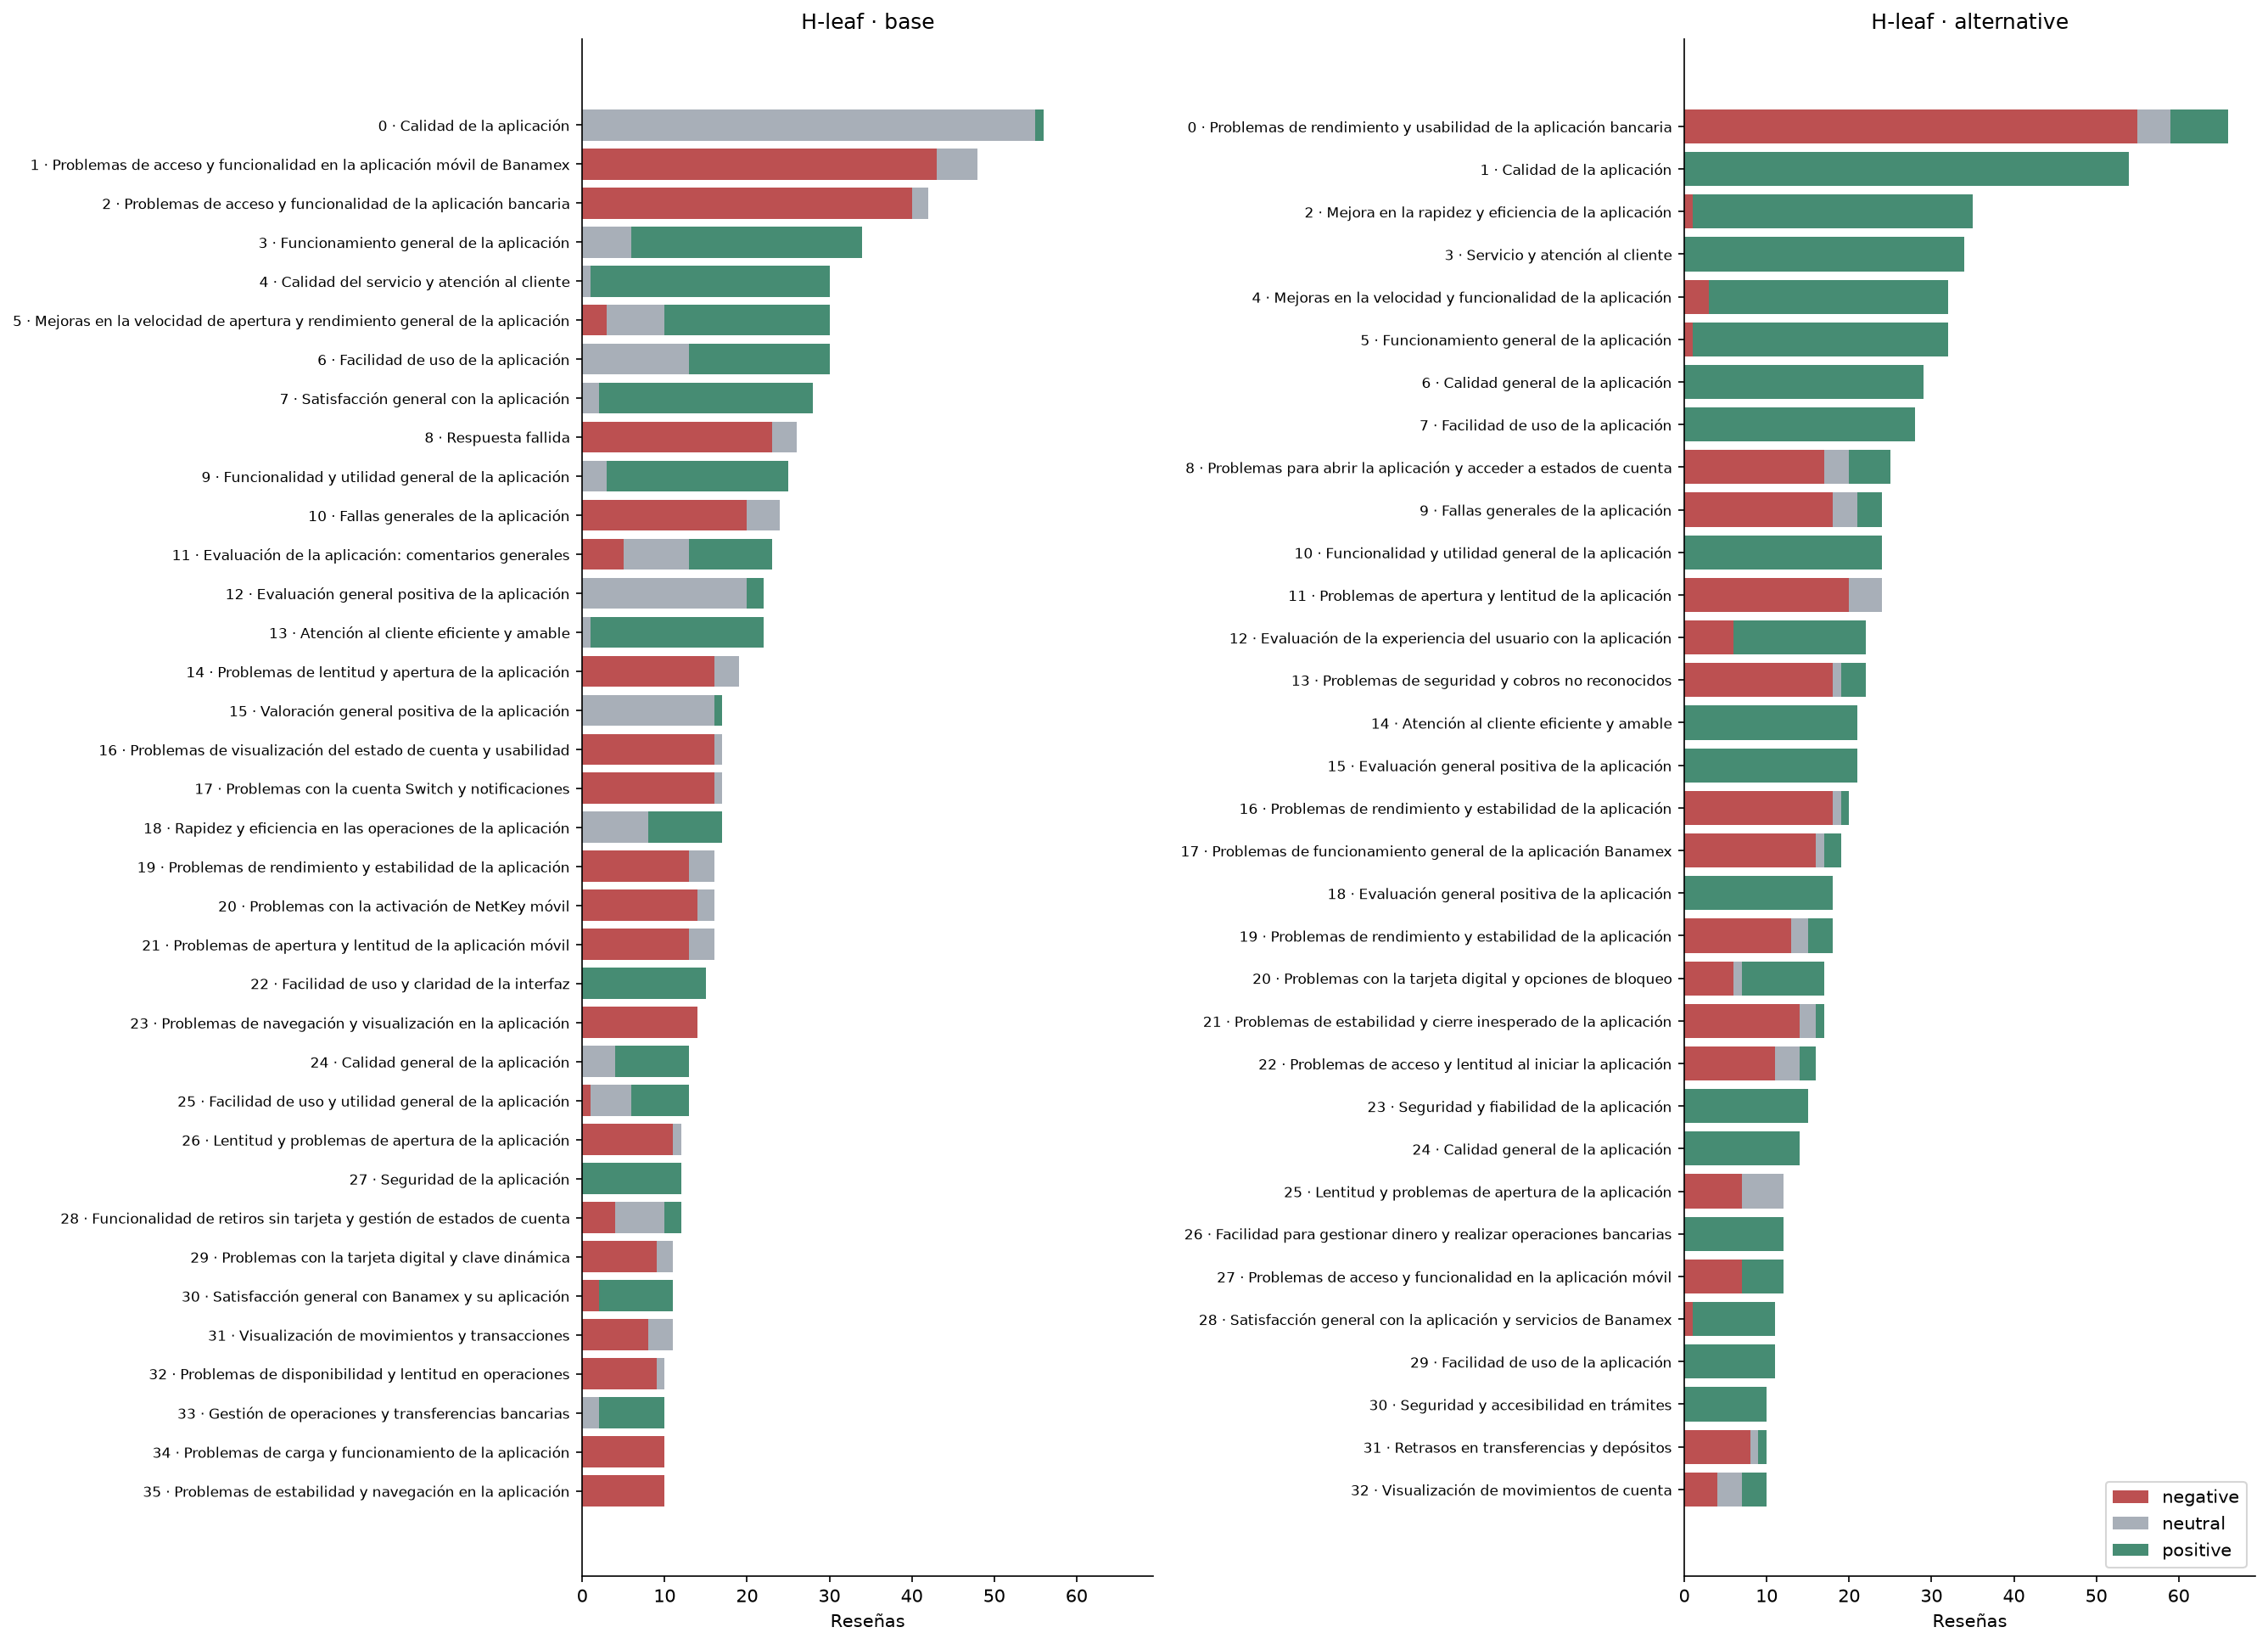 H-leaf · base
0 · Calidad de la aplicación
1 · Problemas de acceso y funcionalidad en la aplicación móvil de Banamex
2 · Problemas de acceso y funcionalidad de la aplicación bancaria
3 · Funcionamiento general de la aplicación
4 · Calidad del servicio y atención al cliente
5 · Mejoras en la velocidad de apertura y rendimiento general de la aplicación
6 · Facilidad de uso de la aplicación
7 · Satisfacción general con la aplicación
8 · Respuesta fallida
9 · Funcionalidad y utilidad general de la aplicación
10 · Fallas generales de la aplicación
11 · Evaluación de la aplicación: comentarios generales
12 · Evaluación general positiva de la aplicación
13 · Atención al cliente eficiente y amable
14 · Problemas de lentitud y apertura de la aplicación
15 · Valoración general positiva de la aplicación
16 · Problemas de visualización del estado de cuenta y usabilidad
17 · Problemas con la cuenta Switch y notificaciones
18 · Rapidez y eficiencia en las operaciones de la aplicación
19 · Problemas de rendimiento y estabilidad de la aplicación
20 · Problemas con la activación de NetKey móvil
21 · Problemas de apertura y lentitud de la aplicación móvil
22 · Facilidad de uso y claridad de la interfaz
23 · Problemas de navegación y visualización en la aplicación
24 · Calidad general de la aplicación
25 · Facilidad de uso y utilidad general de la aplicación
26 · Lentitud y problemas de apertura de la aplicación
27 · Seguridad de la aplicación
28 · Funcionalidad de retiros sin tarjeta y gestión de estados de cuenta
29 · Problemas con la tarjeta digital y clave dinámica
30 · Satisfacción general con Banamex y su aplicación
31 · Visualización de movimientos y transacciones
32 · Problemas de disponibilidad y lentitud en operaciones
33 · Gestión de operaciones y transferencias bancarias
34 · Problemas de carga y funcionamiento de la aplicación
35 · Problemas de estabilidad y navegación en la aplicación
0 10 20 30 40 50 60
Reseñas
H-leaf · alternative
0 · Problemas de rendimiento y usabilidad de la aplicación bancaria
1 · Calidad de la aplicación
2 · Mejora en la rapidez y eficiencia de la aplicación
3 · Servicio y atención al cliente
4 · Mejoras en la velocidad y funcionalidad de la aplicación
5 · Funcionamiento general de la aplicación
6 · Calidad general de la aplicación
7 · Facilidad de uso de la aplicación
8 · Problemas para abrir la aplicación y acceder a estados de cuenta
9 · Fallas generales de la aplicación
10 · Funcionalidad y utilidad general de la aplicación
11 · Problemas de apertura y lentitud de la aplicación
12 · Evaluación de la experiencia del usuario con la aplicación
13 · Problemas de seguridad y cobros no reconocidos
14 · Atención al cliente eficiente y amable
15 · Evaluación general positiva de la aplicación
16 · Problemas de rendimiento y estabilidad de la aplicación
17 · Problemas de funcionamiento general de la aplicación Banamex
18 · Evaluación general positiva de la aplicación
19 · Problemas de rendimiento y estabilidad de la aplicación
20 · Problemas con la tarjeta digital y opciones de bloqueo
21 · Problemas de estabilidad y cierre inesperado de la aplicación
22 · Problemas de acceso y lentitud al iniciar la aplicación
23 · Seguridad y fiabilidad de la aplicación
24 · Calidad general de la aplicación
25 · Lentitud y problemas de apertura de la aplicación
26 · Facilidad para gestionar dinero y realizar operaciones bancarias
27 · Problemas de acceso y funcionalidad en la aplicación móvil
28 · Satisfacción general con la aplicación y servicios de Banamex
29 · Facilidad de uso de la aplicación
30 · Seguridad y accesibilidad en trámites
31 · Retrasos en transferencias y depósitos
32 · Visualización de movimientos de cuenta
negative
neutral
positive
0 10 20 30 40 50 60
Reseñas